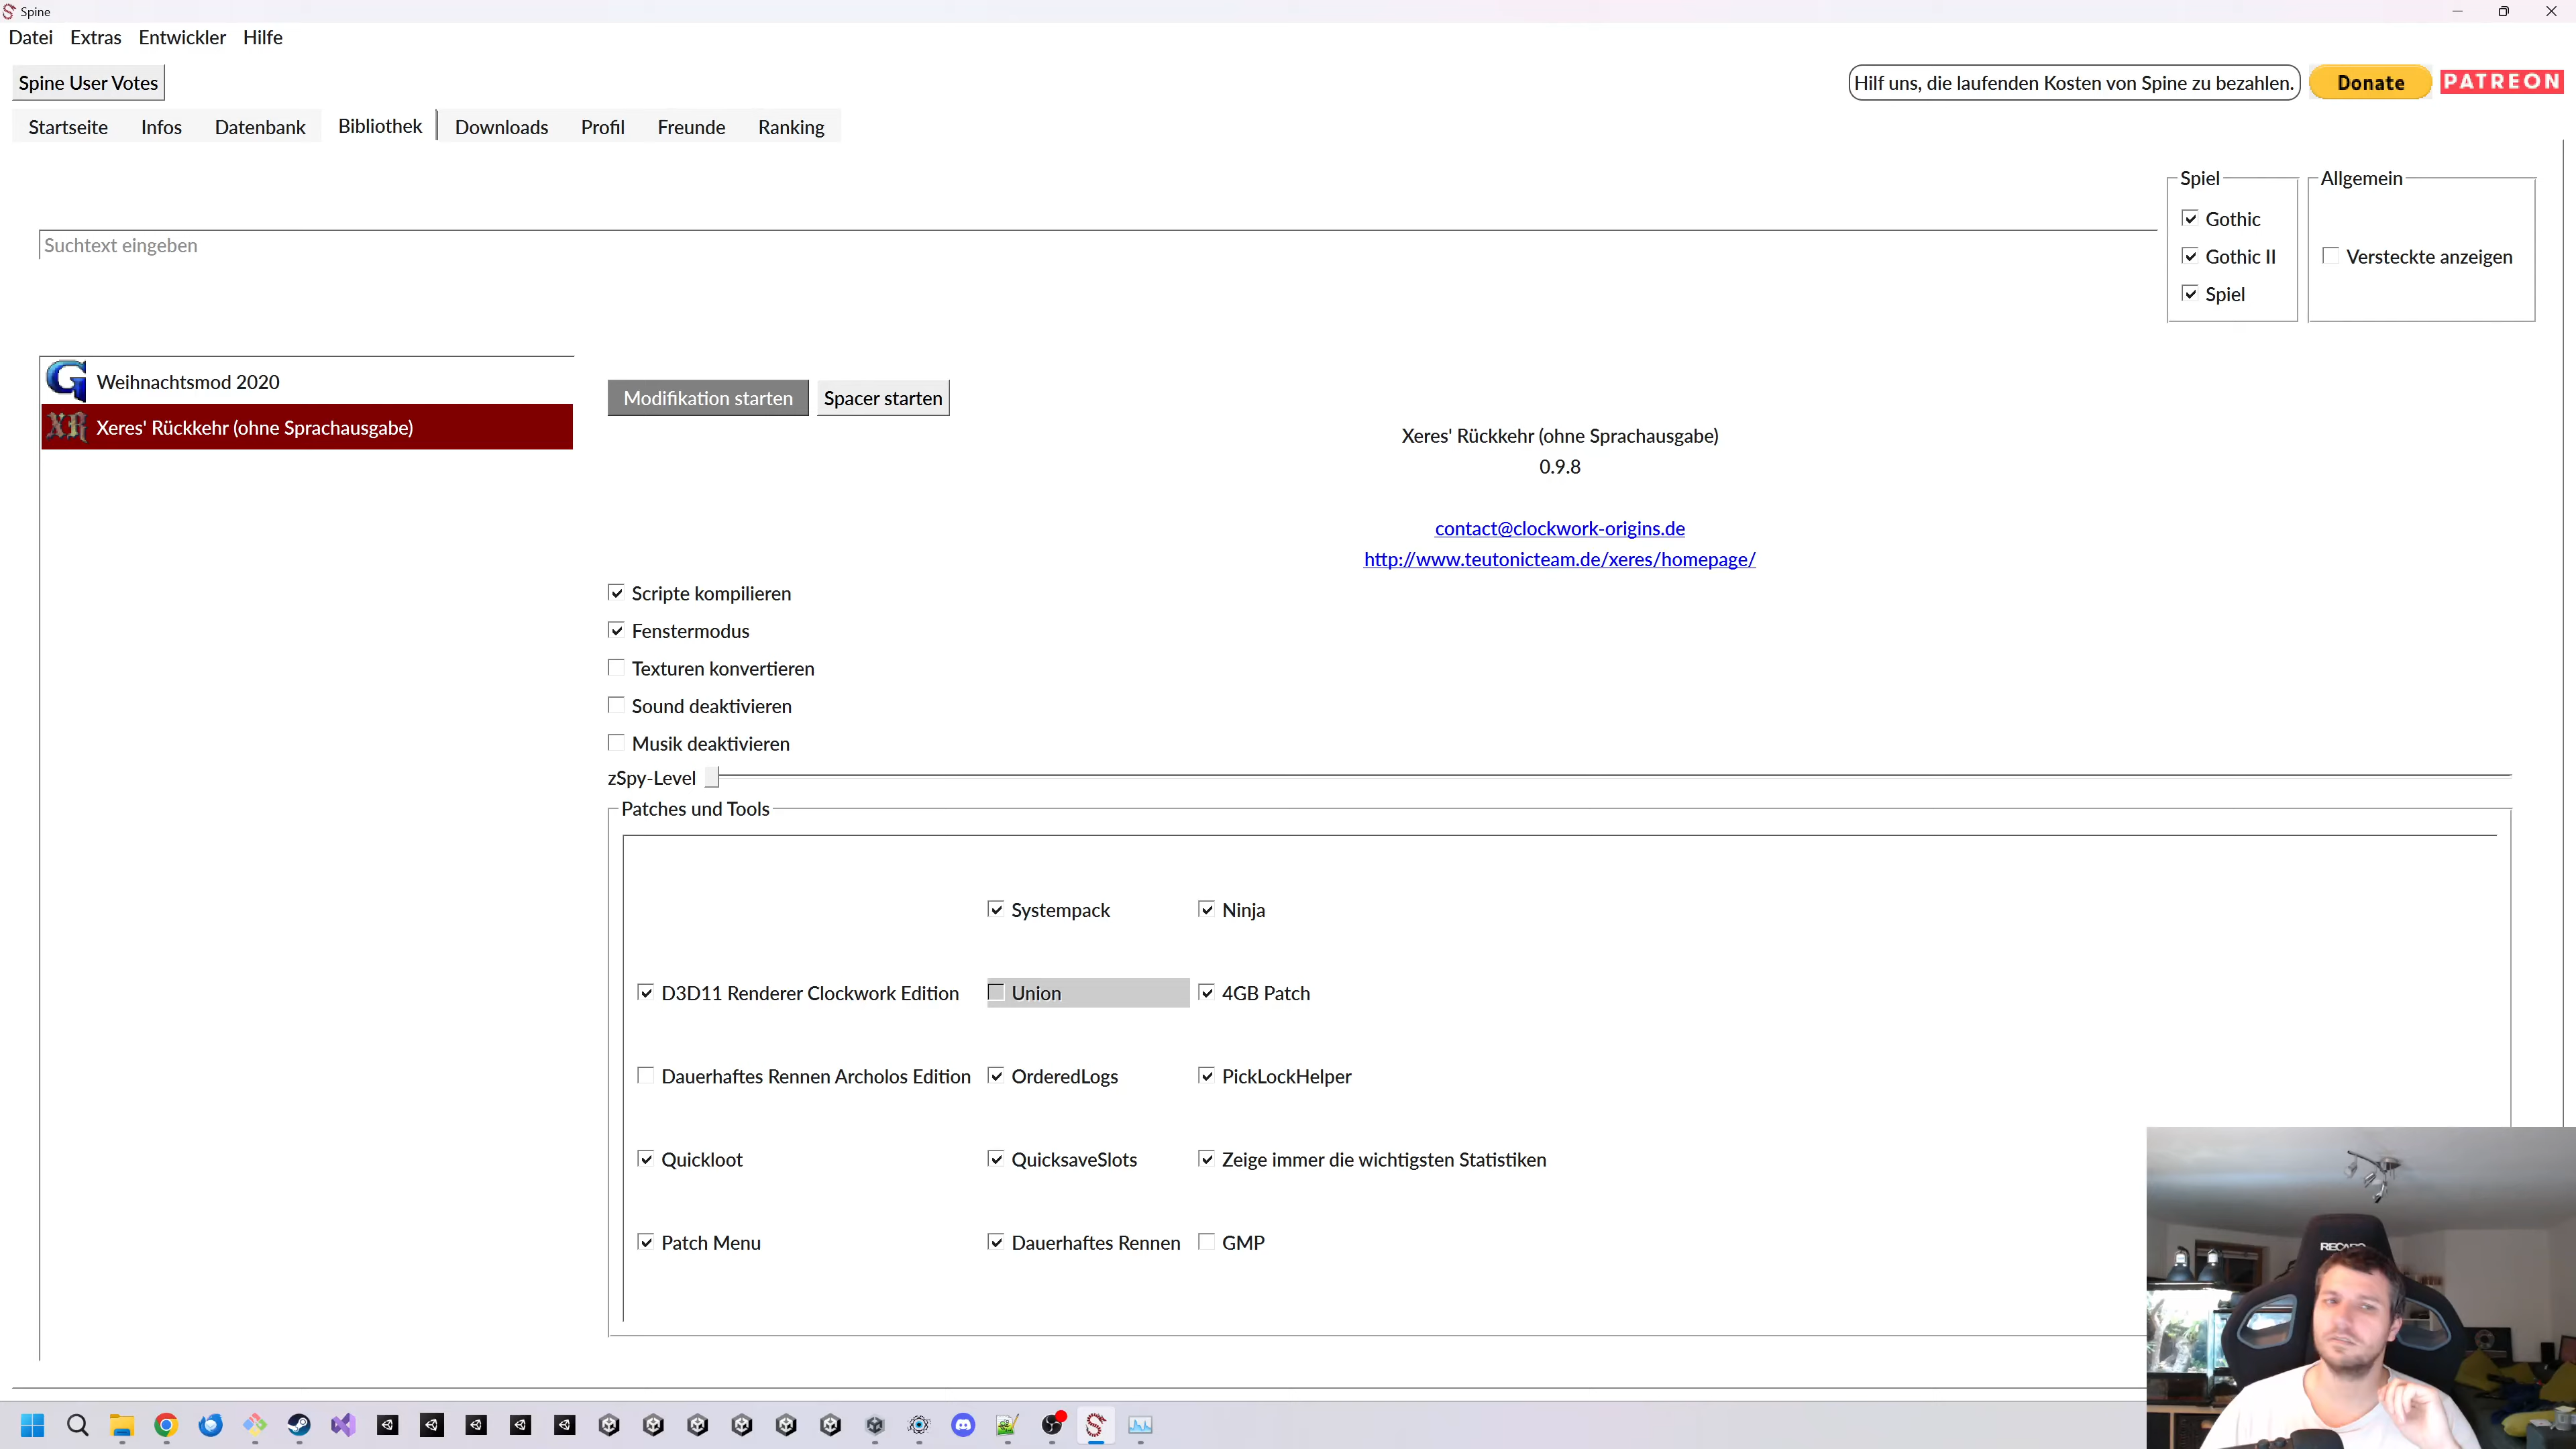 Spine
Datei Extras Entwickler Hilfe
Spine User Votes
Hilf uns, die laufenden Kosten von Spine zu bezahlen. Donate PATREON
Startseite Infos Datenbank Bibliothek Downloads Profil Freunde Ranking
Spiel Allgemein
Gothic
Suchtext eingeben
Gothic II Versteckte anzeigen
Spiel
Weihnachtsmod 2020
Xeres' Rückkehr (ohne Sprachausgabe)
Modifikation starten Spacer starten
Xeres' Rückkehr (ohne Sprachausgabe)
0.9.8
contact@clockwork-origins.de
http://www.teutonicteam.de/xeres/homepage/
Scripte kompilieren
Fenstermodus
Texturen konvertieren
Sound deaktivieren
Musik deaktivieren
zSpy-Level
Patches und Tools
Systempack Ninja
D3D11 Renderer Clockwork Edition Union 4GB Patch
Dauerhaftes Rennen Archolos Edition OrderedLogs PickLockHelper
Quickloot QuicksaveSlots Zeige immer die wichtigsten Statistiken
Patch Menu Dauerhaftes Rennen GMP
RECARO